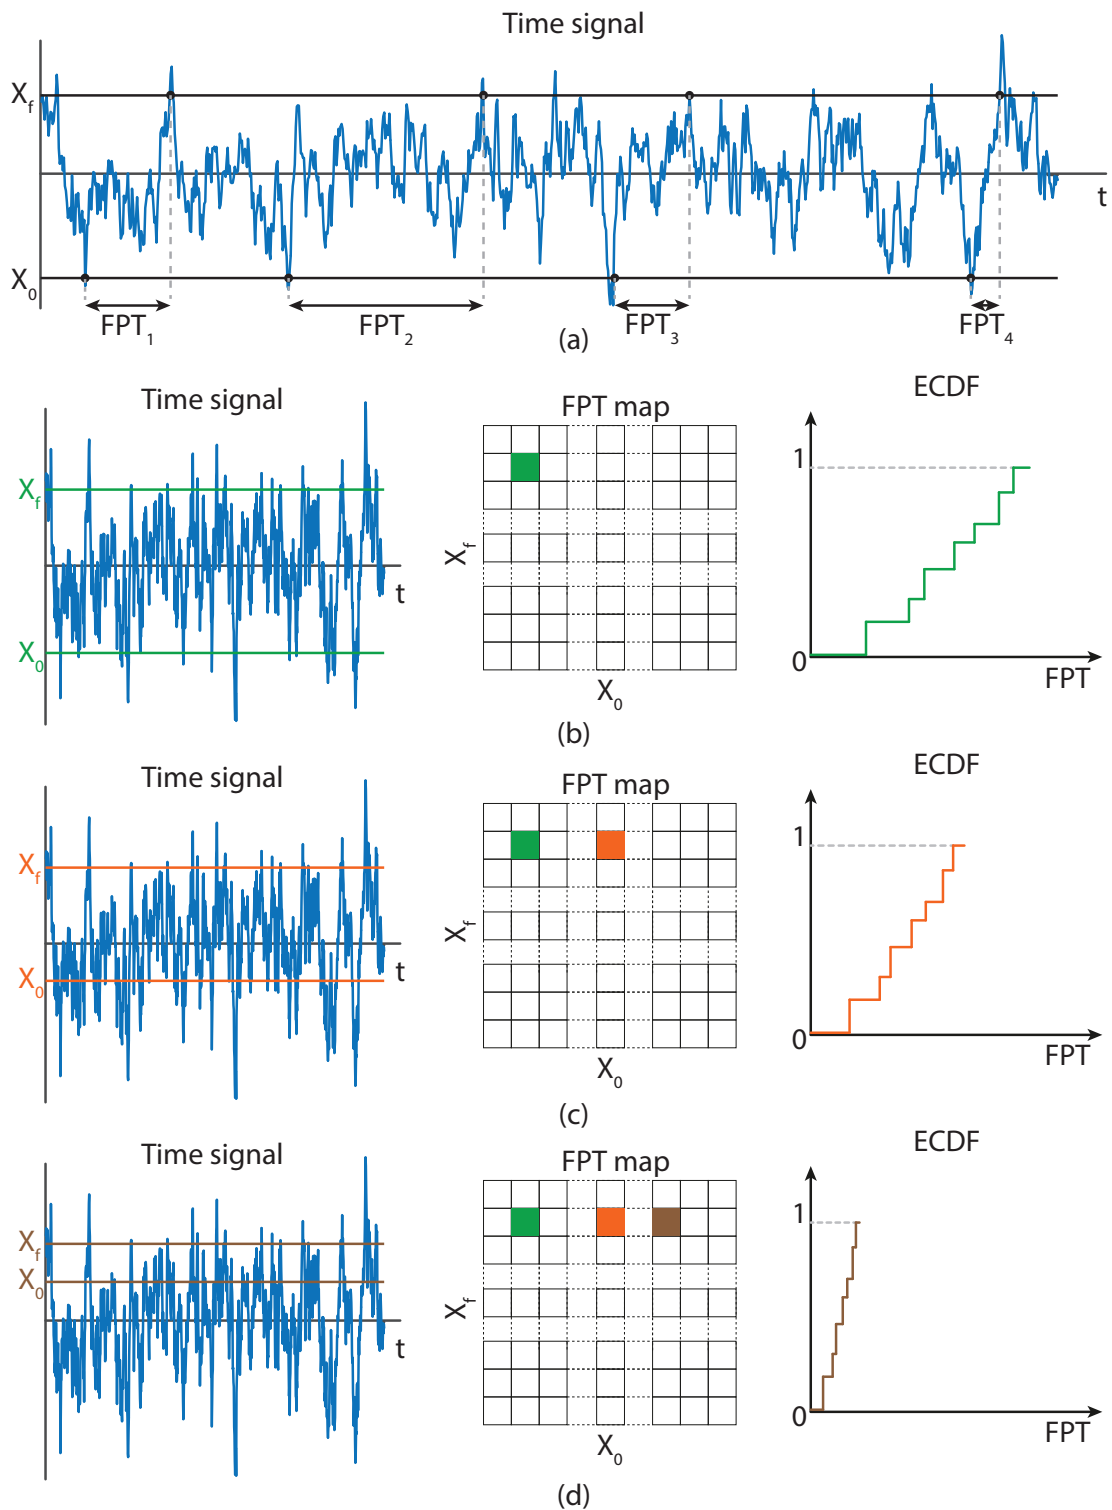 Time signal
X_f
t
X_0
FPT_1
FPT_2
FPT_3
FPT_4
(a)
Time signal
FPT map
ECDF
X_f
t
X_0
X_f
X_0
1
0
FPT
(b)
Time signal
FPT map
ECDF
X_f
t
X_0
X_f
X_0
1
0
FPT
(c)
Time signal
FPT map
ECDF
X_f
X_0
t
X_f
X_0
1
0
FPT
(d)